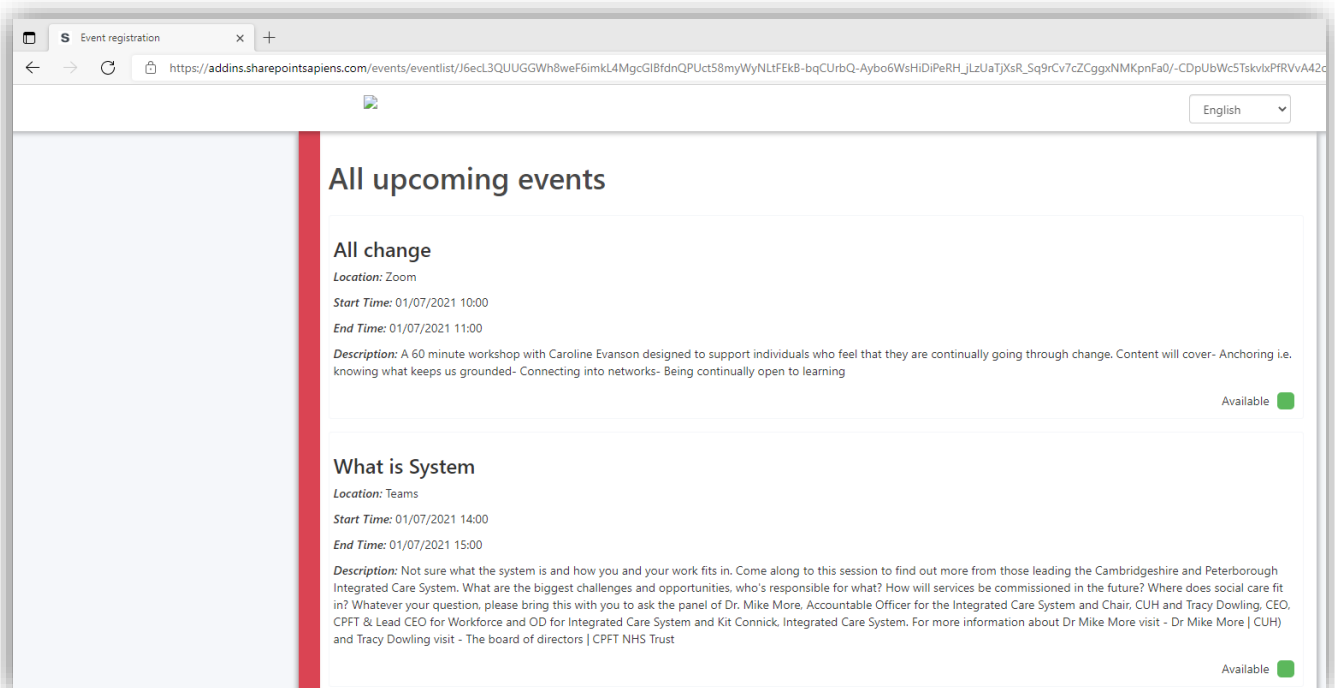 S Event registration
https://addins.sharepointsapiens.com/events/eventlist/
English
All upcoming events
All change
Location: Zoom
Start Time: 01/07/2021 10:00
End Time: 01/07/2021 11:00
Description: A 60 minute workshop with Caroline Evanson designed to support individuals who feel that they are continually going through change. Content will cover- Anchoring i.e.
knowing what keeps us grounded- Connecting into networks- Being continually open to learning
Available
What is System
Location: Teams
Start Time: 01/07/2021 14:00
End Time: 01/07/2021 15:00
Description: Not sure what the system is and how you and your work fits in. Come along to this session to find out more from those leading the Cambridgeshire and Peterborough
Integrated Care System. What are the biggest challenges and opportunities, who's responsible for what? How will services be commissioned in the future? Where does social care fit
in? Whatever your question, please bring this with you to ask the panel of Dr. Mike More, Accountable Officer for the Integrated Care System and Chair, CUH and Tracy Dowling, CEO,
CPFT & Lead CEO for Workforce and OD for Integrated Care System and Kit Connick, Integrated Care System. For more information about Dr Mike More visit - Dr Mike More | CUH)
and Tracy Dowling visit - The board of directors | CPFT NHS Trust
Available